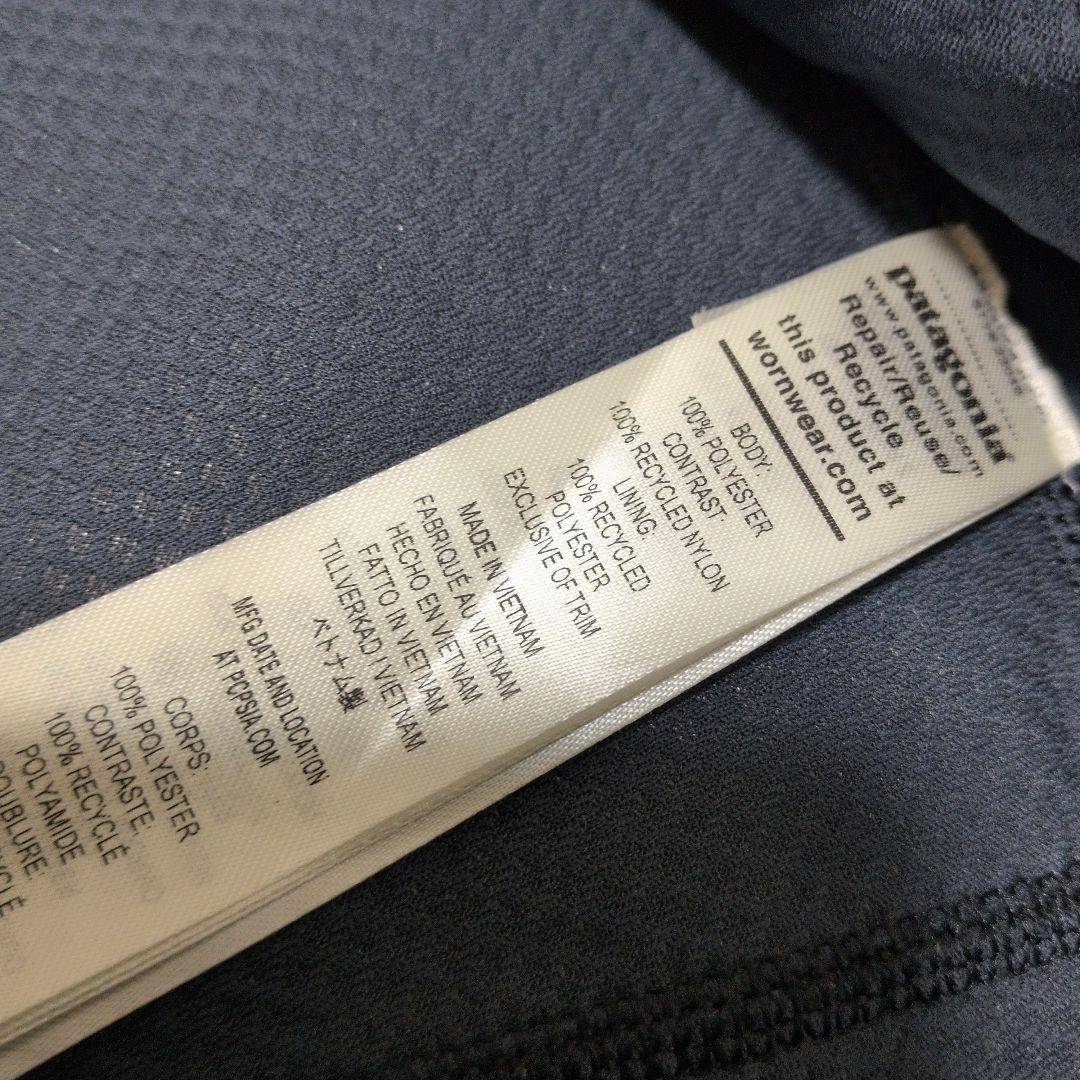 patagonia
www.patagonia.com
Repair/Reuse/
Recycle
this product at
wornwear.com
BODY:
100% POLYESTER
CONTRAST:
100% RECYCLED NYLON
LINING:
100% RECYCLED
POLYESTER
EXCLUSIVE OF TRIM
MADE IN VIETNAM
FABRIQUÉ AU VIETNAM
HECHO EN VIETNAM
FATTO IN VIETNAM
TILLVERKAD I VIETNAM
ベトナム製
MFG DATE AND LOCATION
AT PCPSIA.COM
CORPS:
100% POLYESTER
CONTRASTE:
100% RECYCLÉ
POLYAMIDE